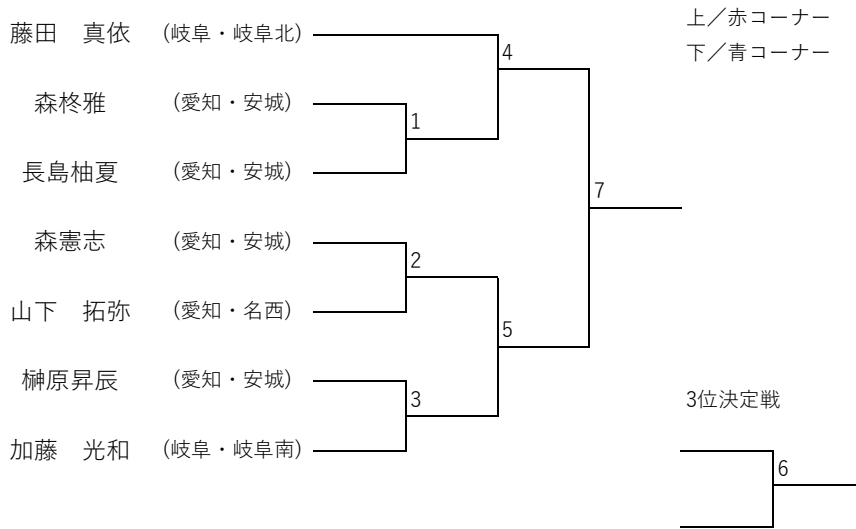 上／赤コーナー
藤田　真依　(岐阜・岐阜北)
4
下／青コーナー
森柊雅　(愛知・安城)
1
長島柚夏　(愛知・安城)
7
森憲志　(愛知・安城)
2
山下　拓弥　(愛知・名西)
5
榊原昇辰　(愛知・安城)
3
3位決定戦
加藤　光和　(岐阜・岐阜南)
6